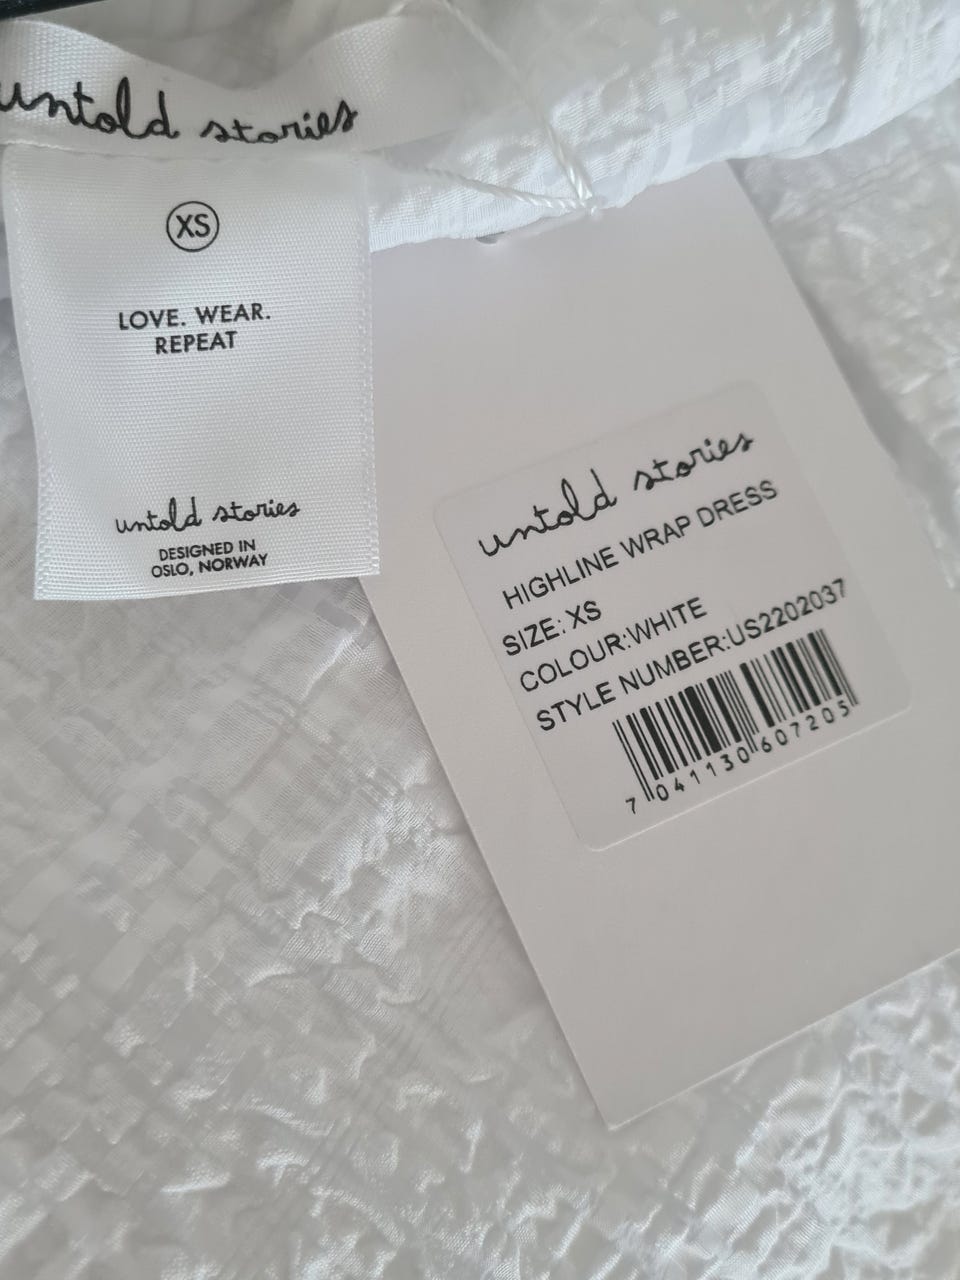 untold stories
XS
LOVE. WEAR.
REPEAT
untold stories
DESIGNED IN
OSLO, NORWAY
untold stories
HIGHLINE WRAP DRESS
SIZE: XS
COLOUR:WHITE
STYLE NUMBER:US2202037
7 041130 607205